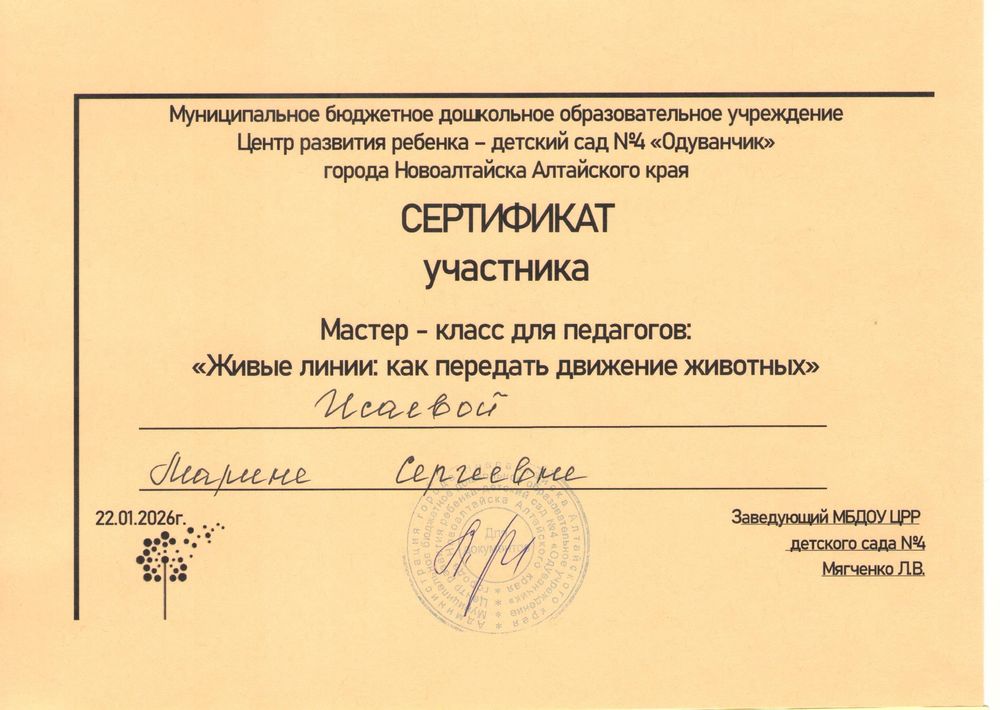 Муниципальное бюджетное дошкольное образовательное учреждение
Центр развития ребенка – детский сад №4 «Одуванчик»
города Новоалтайска Алтайского края
СЕРТИФИКАТ
участника
Мастер - класс для педагогов:
«Живые линии: как передать движение животных»
Исаевой
Марине Сергеевне
22.01.2026г.
Заведующий МБДОУ ЦРР
детского сада №4
Мягченко Л.В.
Для
документов